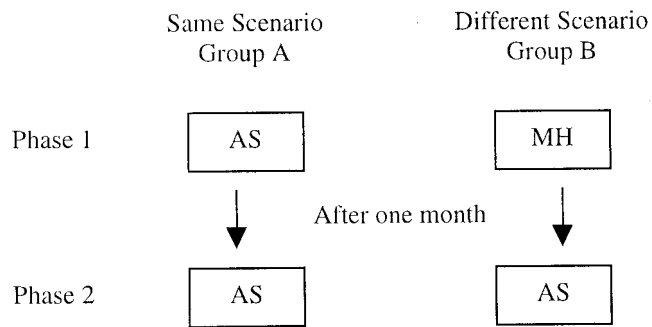 Same Scenario
Group A
Different Scenario
Group B
Phase 1
AS
MH
After one month
Phase 2
AS
AS